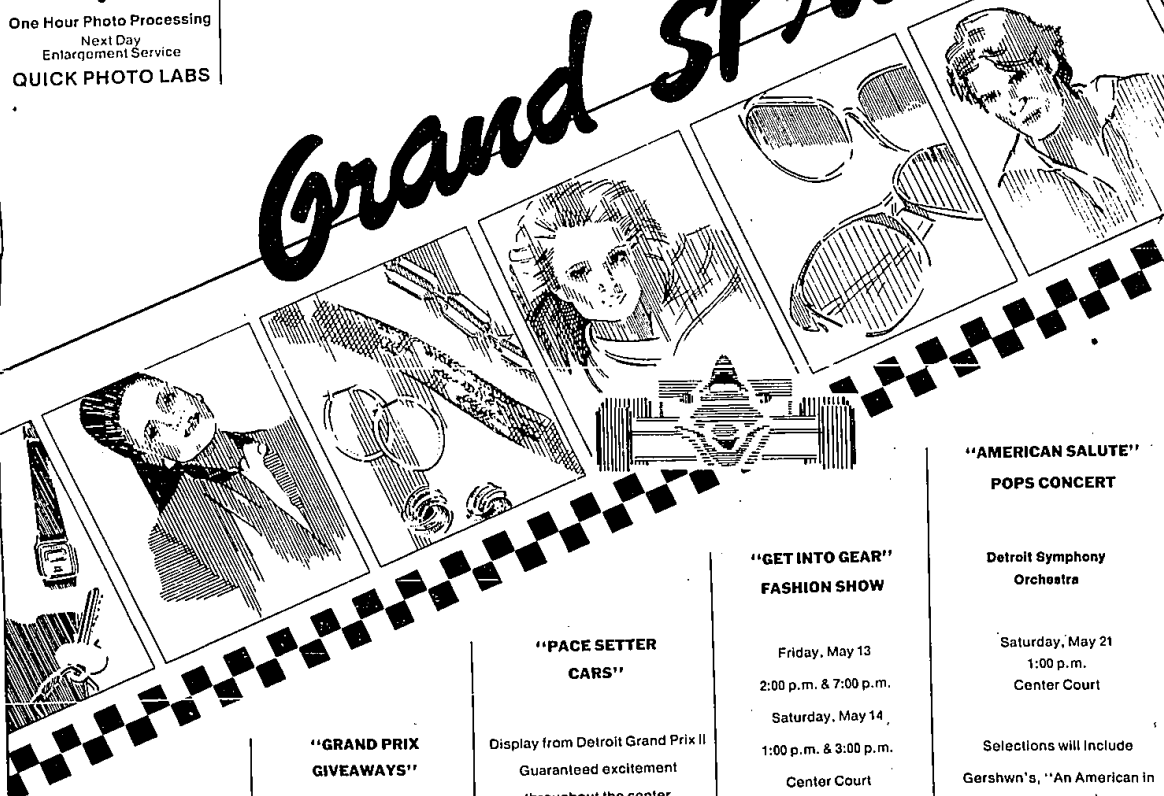 One Hour Photo Processing
Next Day
Enlargement Service
QUICK PHOTO LABS
Grand
"GRAND PRIX
GIVEAWAYS"
"PACE SETTER
CARS"
Display from Detroit Grand Prix II
Guaranteed excitement
throughout the center
"GET INTO GEAR"
FASHION SHOW
Friday, May 13
2:00 p.m. & 7:00 p.m.
Saturday, May 14
1:00 p.m. & 3:00 p.m.
Center Court
"AMERICAN SALUTE"
POPS CONCERT
Detroit Symphony
Orchestra
Saturday, May 21
1:00 p.m.
Center Court
Selections will Include
Gershwn's, "An American in